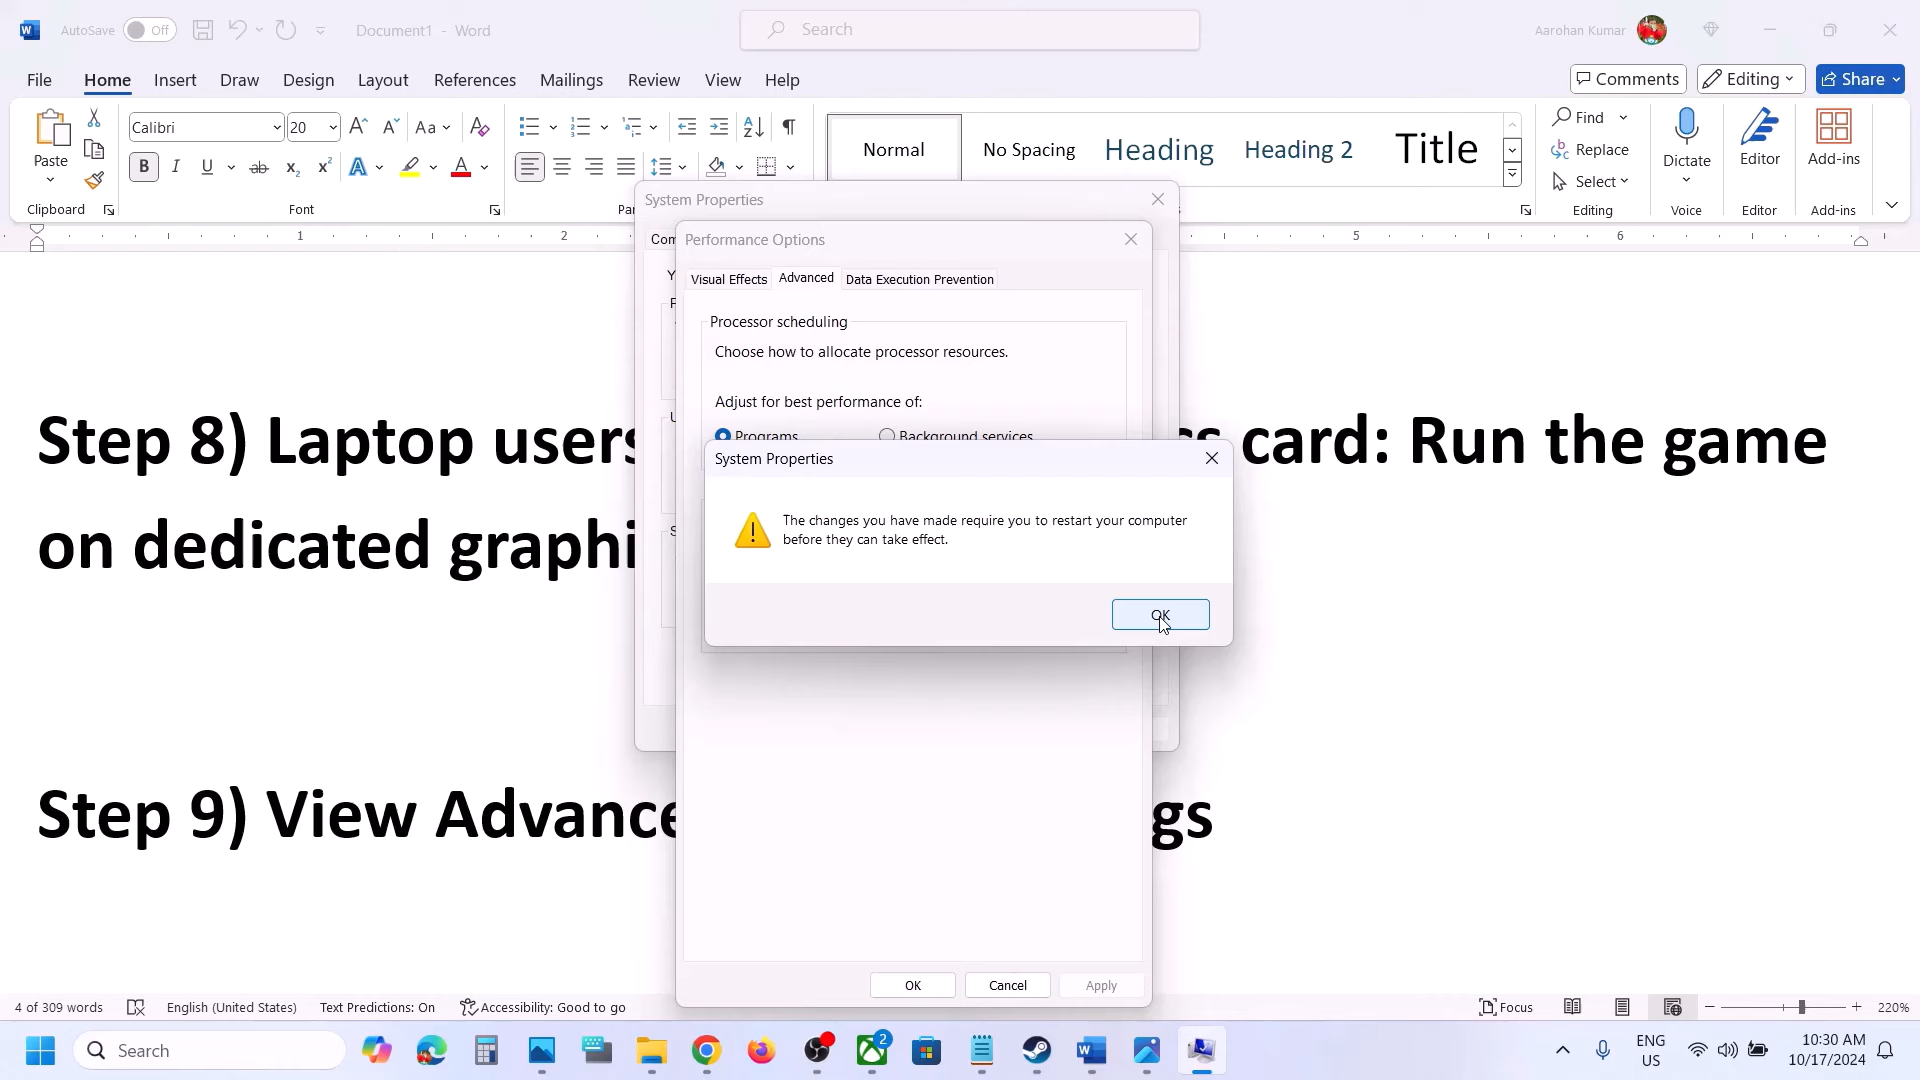 AutoSave
Off
Document1 - Word
Search
Aarohan Kumar
File
Home
Insert
Draw
Design
Layout
References
Mailings
Review
View
Help
Comments
Editing
Share
Paste
Clipboard
Calibri
20
Font
Normal
No Spacing
Heading
Heading 2
Title
Find
Replace
Select
Editing
Dictate
Voice
Editor
Editor
Add-ins
Add-ins
1
2
5
6
System Properties
Performance Options
Visual Effects
Advanced
Data Execution Prevention
Processor scheduling
Choose how to allocate processor resources.
Adjust for best performance of:
Programs
Background services
System Properties
The changes you have made require you to restart your computer
before they can take effect.
OK
OK
Cancel
Apply
Step 8) Laptop users card: Run the game
on dedicated graphi
Step 9) View Advance gs
4 of 309 words
English (United States)
Text Predictions: On
Accessibility: Good to go
Focus
220%
Search
2
ENG
US
10:30 AM
10/17/2024